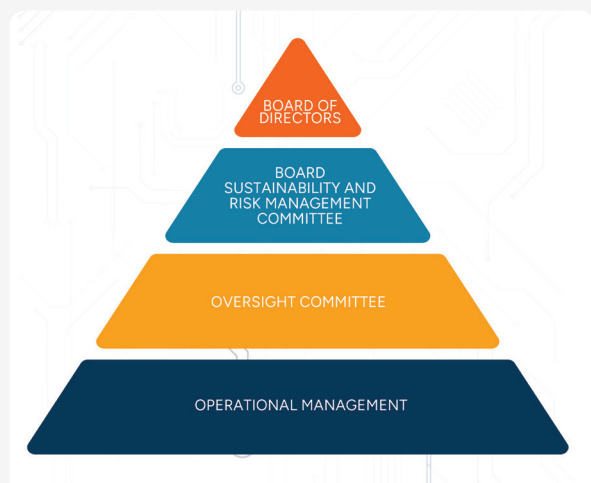 BOARD OF
DIRECTORS
BOARD
SUSTAINABILITY AND
RISK MANAGEMENT
COMMITTEE
OVERSIGHT COMMITTEE
OPERATIONAL MANAGEMENT